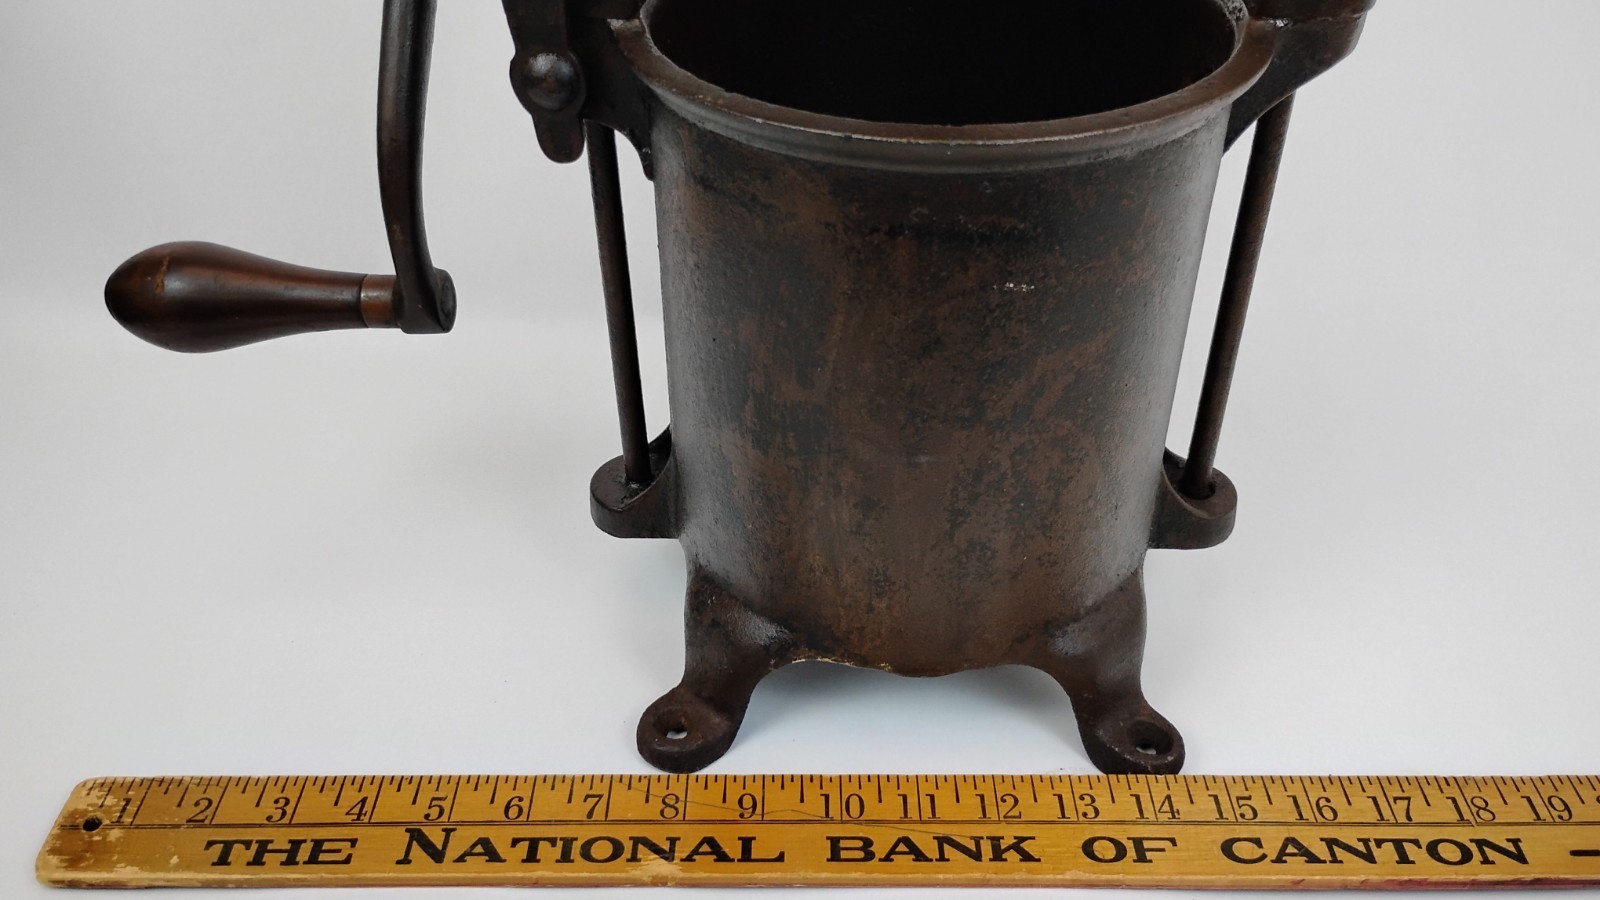 1 2 3 4 5 6 7 8 9 10 11 12 13 14 15 16 17 18 19
THE NATIONAL BANK OF CANTON –